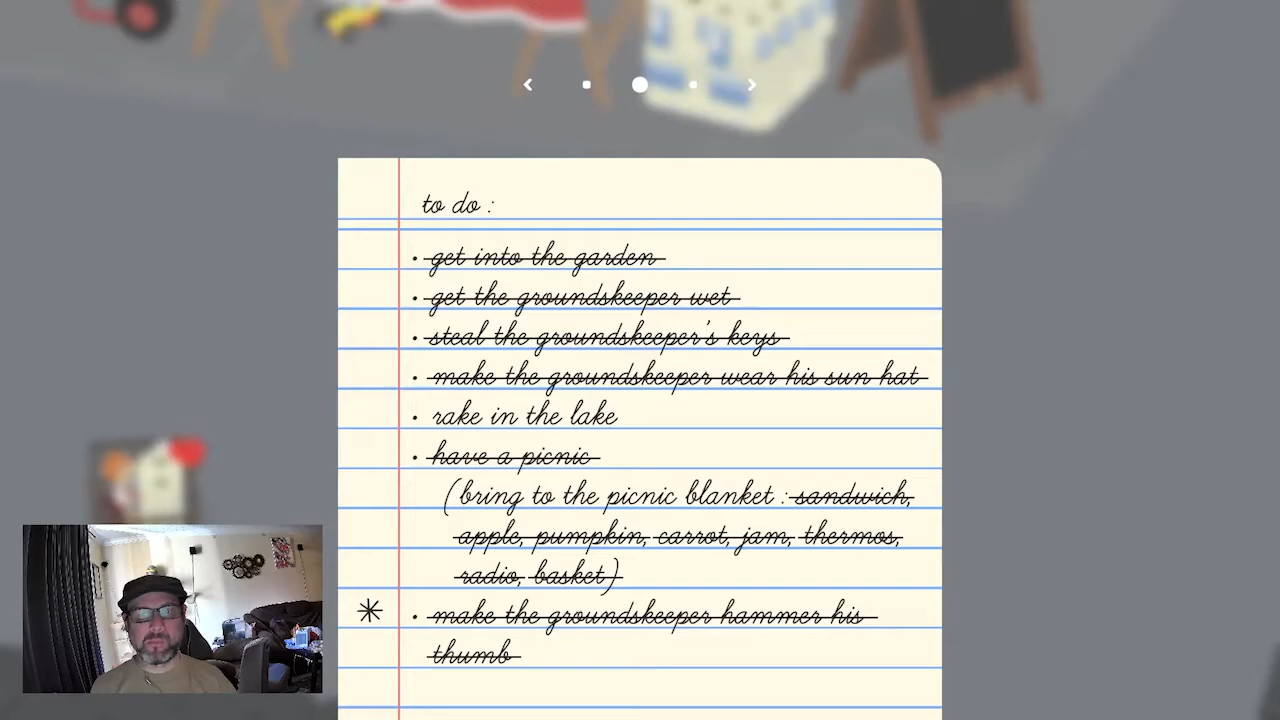 to do :
• get into the garden
• get the groundskeeper wet
• steal the groundskeeper's keys
• make the groundskeeper wear his sun hat
• rake in the lake
• have a picnic
(bring to the picnic blanket : sandwich,
apple, pumpkin, carrot, jam, thermos,
radio, basket)
• make the groundskeeper hammer his
thumb